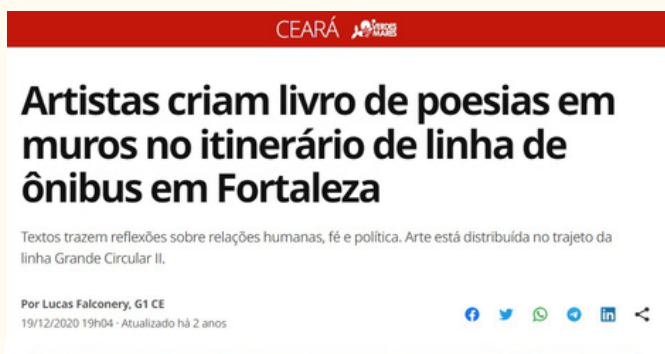 CEARÁ VERDES MARES
Artistas criam livro de poesias em
muros no itinerário de linha de
ônibus em Fortaleza
Textos trazem reflexões sobre relações humanas, fé e política. Arte está distribuída no trajeto da
linha Grande Circular II.
Por Lucas Falconery, G1 CE
19/12/2020 19h04 · Atualizado há 2 anos